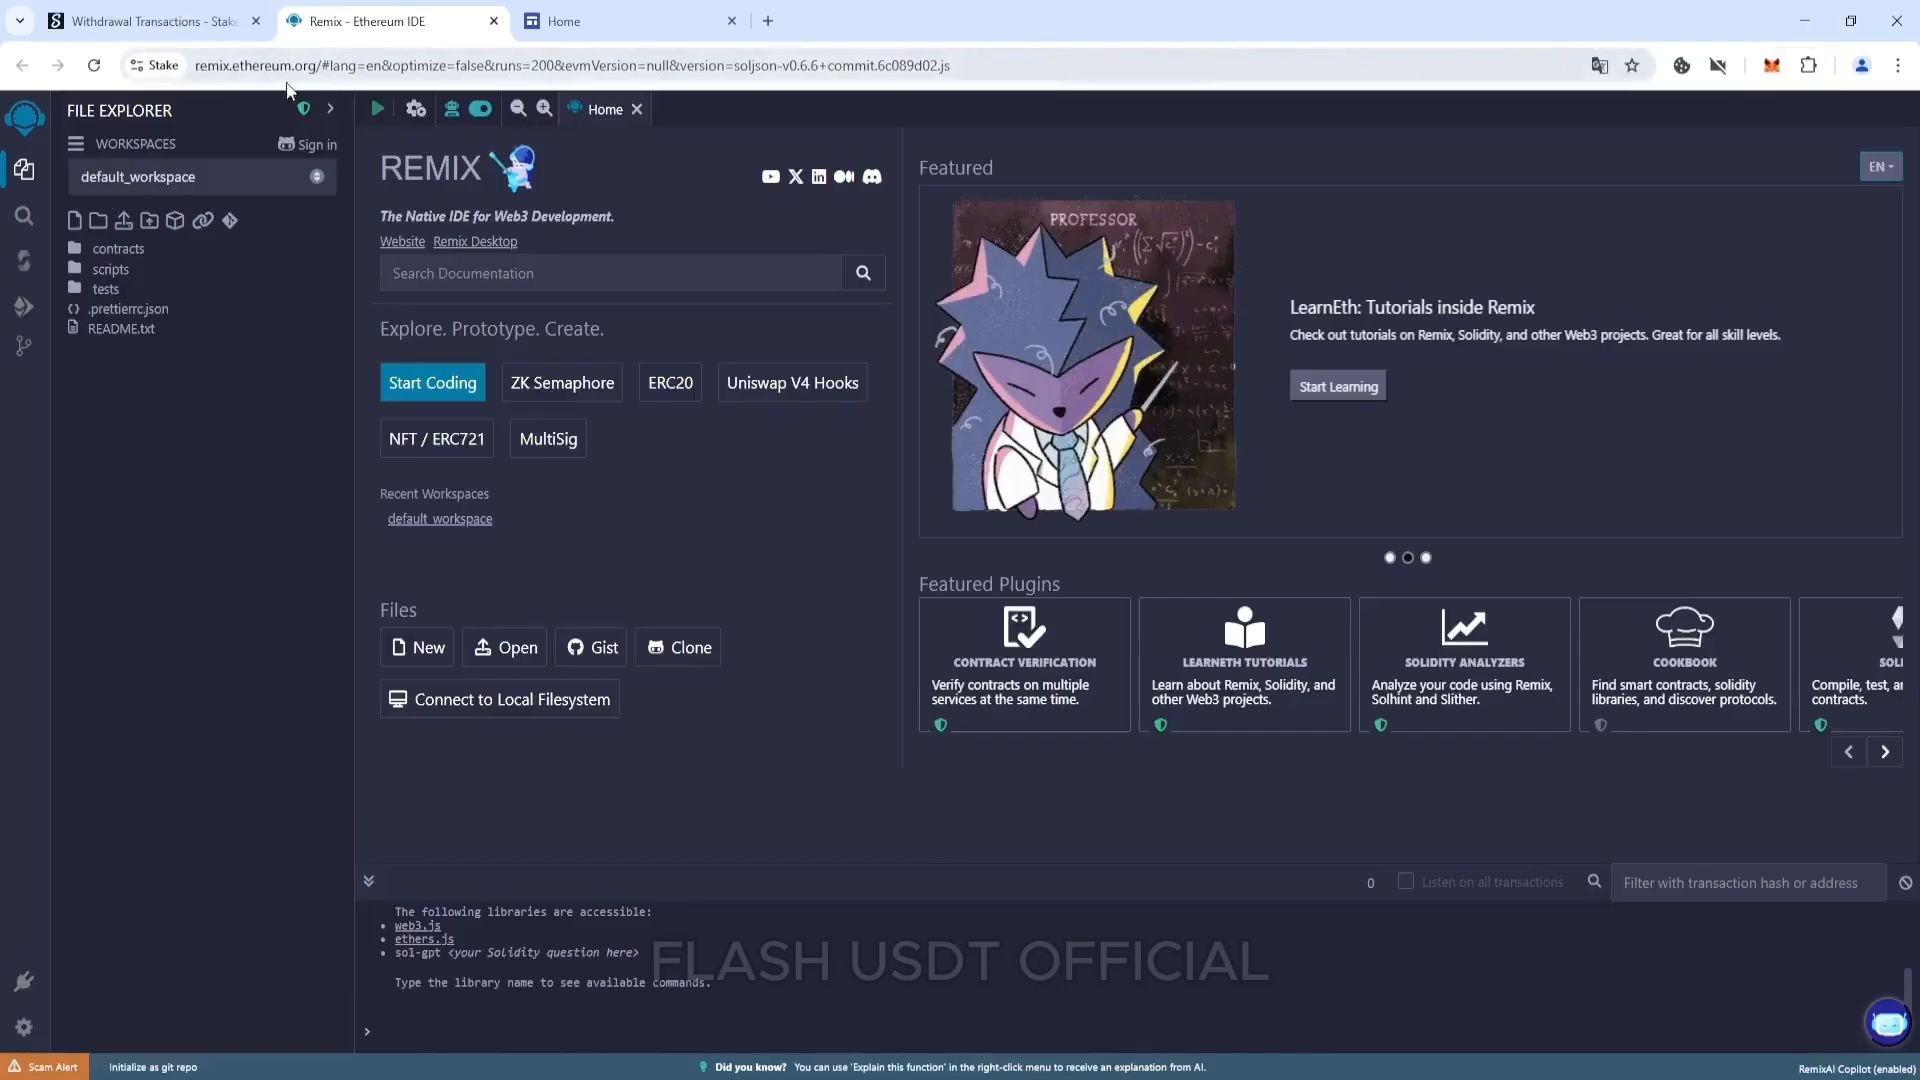 Withdrawal Transactions - Stake
Remix - Ethereum IDE
Home
Stake
remix.ethereum.org/#lang=en&optimize=false&runs=200&evmVersion=null&version=soljson-v0.6.6+commit.6c089d02.js
FILE EXPLORER
Home
WORKSPACES
Sign in
default_workspace
contracts
scripts
tests
.prettierrc.json
README.txt
REMIX
The Native IDE for Web3 Development.
Website Remix Desktop
Search Documentation
Explore. Prototype. Create.
Start Coding
ZK Semaphore
ERC20
Uniswap V4 Hooks
NFT / ERC721
MultiSig
Recent Workspaces
default_workspace
Files
New
Open
Gist
Clone
Connect to Local Filesystem
Featured
EN
PROFESSOR
LearnEth: Tutorials inside Remix
Check out tutorials on Remix, Solidity, and other Web3 projects. Great for all skill levels.
Start Learning
Featured Plugins
CONTRACT VERIFICATION
Verify contracts on multiple
services at the same time.
LEARNETH TUTORIALS
Learn about Remix, Solidity, and
other Web3 projects.
SOLIDITY ANALYZERS
Analyze your code using Remix,
Solhint and Slither.
COOKBOOK
Find smart contracts, solidity
libraries, and discover protocols.
SOLI
Compile, test, ar
contracts.
0
Listen on all transactions
Filter with transaction hash or address
The following libraries are accessible:
web3.js
ethers.js
sol-gpt <your Solidity question here>
Type the library name to see available commands.
>
FLASH USDT OFFICIAL
Scam Alert
Initialize as git repo
Did you know? You can use 'Explain this function' in the right-click menu to receive an explanation from AI.
RemixAI Copilot (enabled)